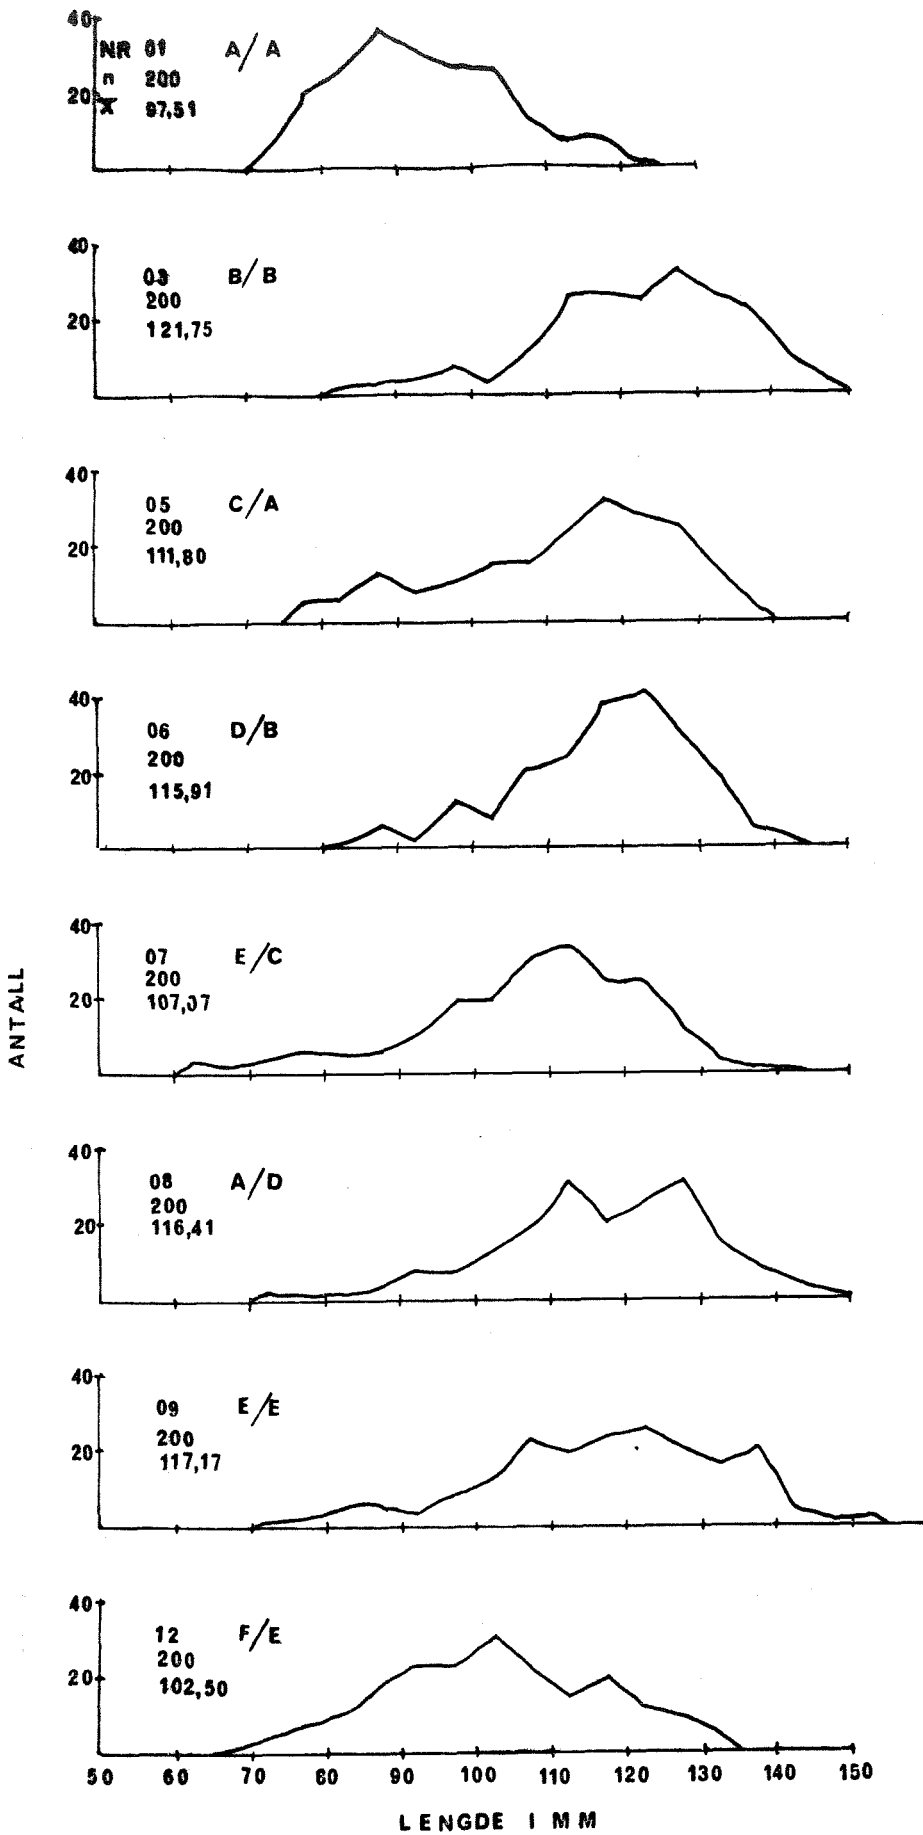 40
NR 01 A/A
n 200
20
X̄ 97,51
40
03 B/B
200
20
121,75
40
05 C/A
200
20
111,80
40
06 D/B
200
20
115,91
40
07 E/C
200
20
107,07
40
08 A/D
200
20
116,41
40
09 E/E
200
20
117,17
40
12 F/E
200
20
102,50
50 60 70 80 90 100 110 120 130 140 150
LENGDE I MM
ANTALL